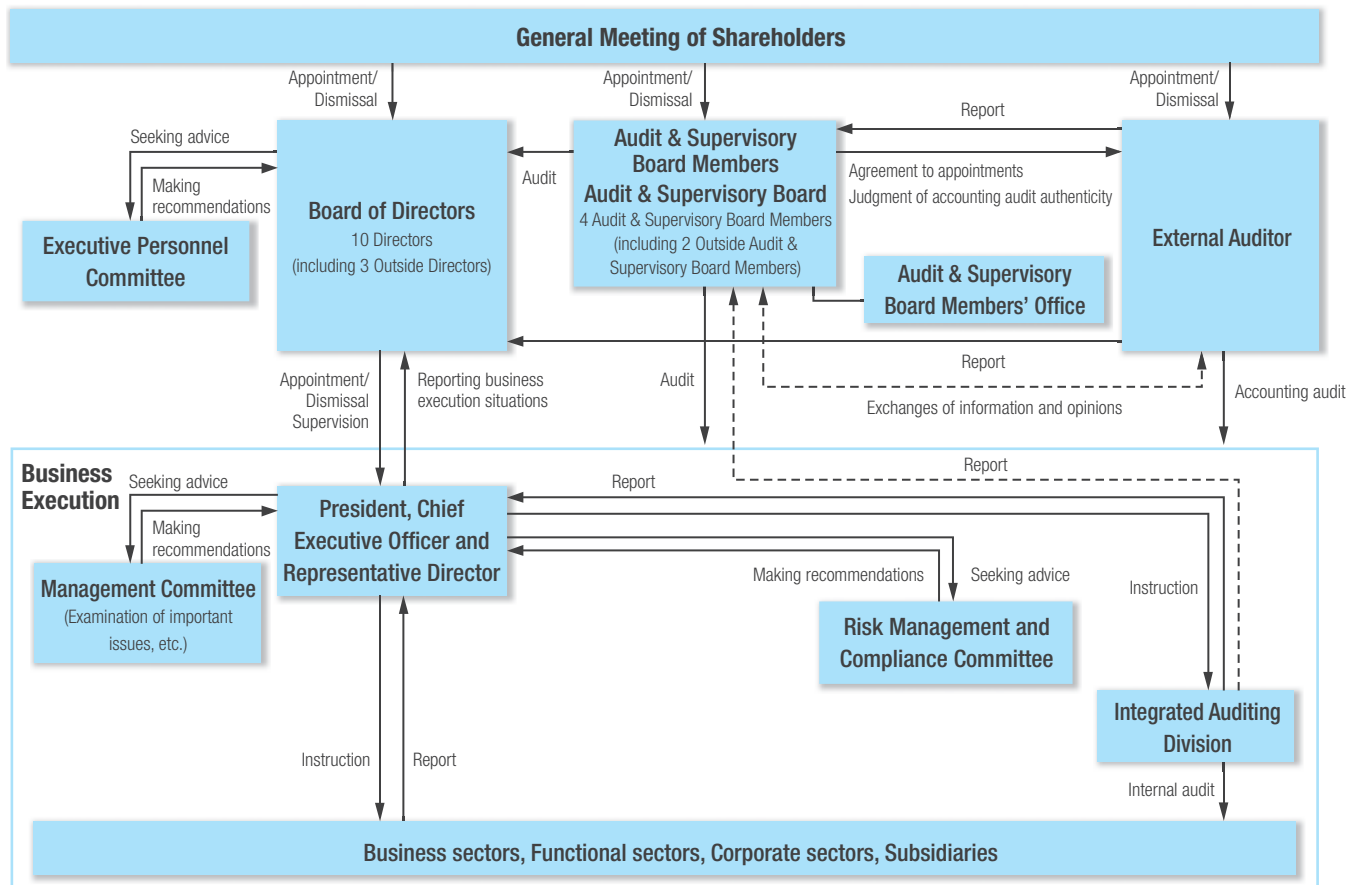 General Meeting of Shareholders
Appointment/
Dismissal
Appointment/
Dismissal
Appointment/
Dismissal
Seeking advice
Making
recommendations
Executive Personnel
Committee
Board of Directors
10 Directors
(including 3 Outside Directors)
Audit
Audit & Supervisory
Board Members
Audit & Supervisory Board
4 Audit & Supervisory Board Members
(including 2 Outside Audit &
Supervisory Board Members)
Report
Agreement to appointments
Judgment of accounting audit authenticity
External Auditor
Audit & Supervisory
Board Members’ Office
Report
Appointment/
Dismissal
Supervision
Reporting business
execution situations
Audit
Exchanges of information and opinions
Accounting audit
Business
Execution
Seeking advice
Making
recommendations
Management Committee
(Examination of important
issues, etc.)
President, Chief
Executive Officer and
Representative Director
Report
Report
Making recommendations
Seeking advice
Instruction
Risk Management and
Compliance Committee
Integrated Auditing
Division
Instruction
Report
Internal audit
Business sectors, Functional sectors, Corporate sectors, Subsidiaries